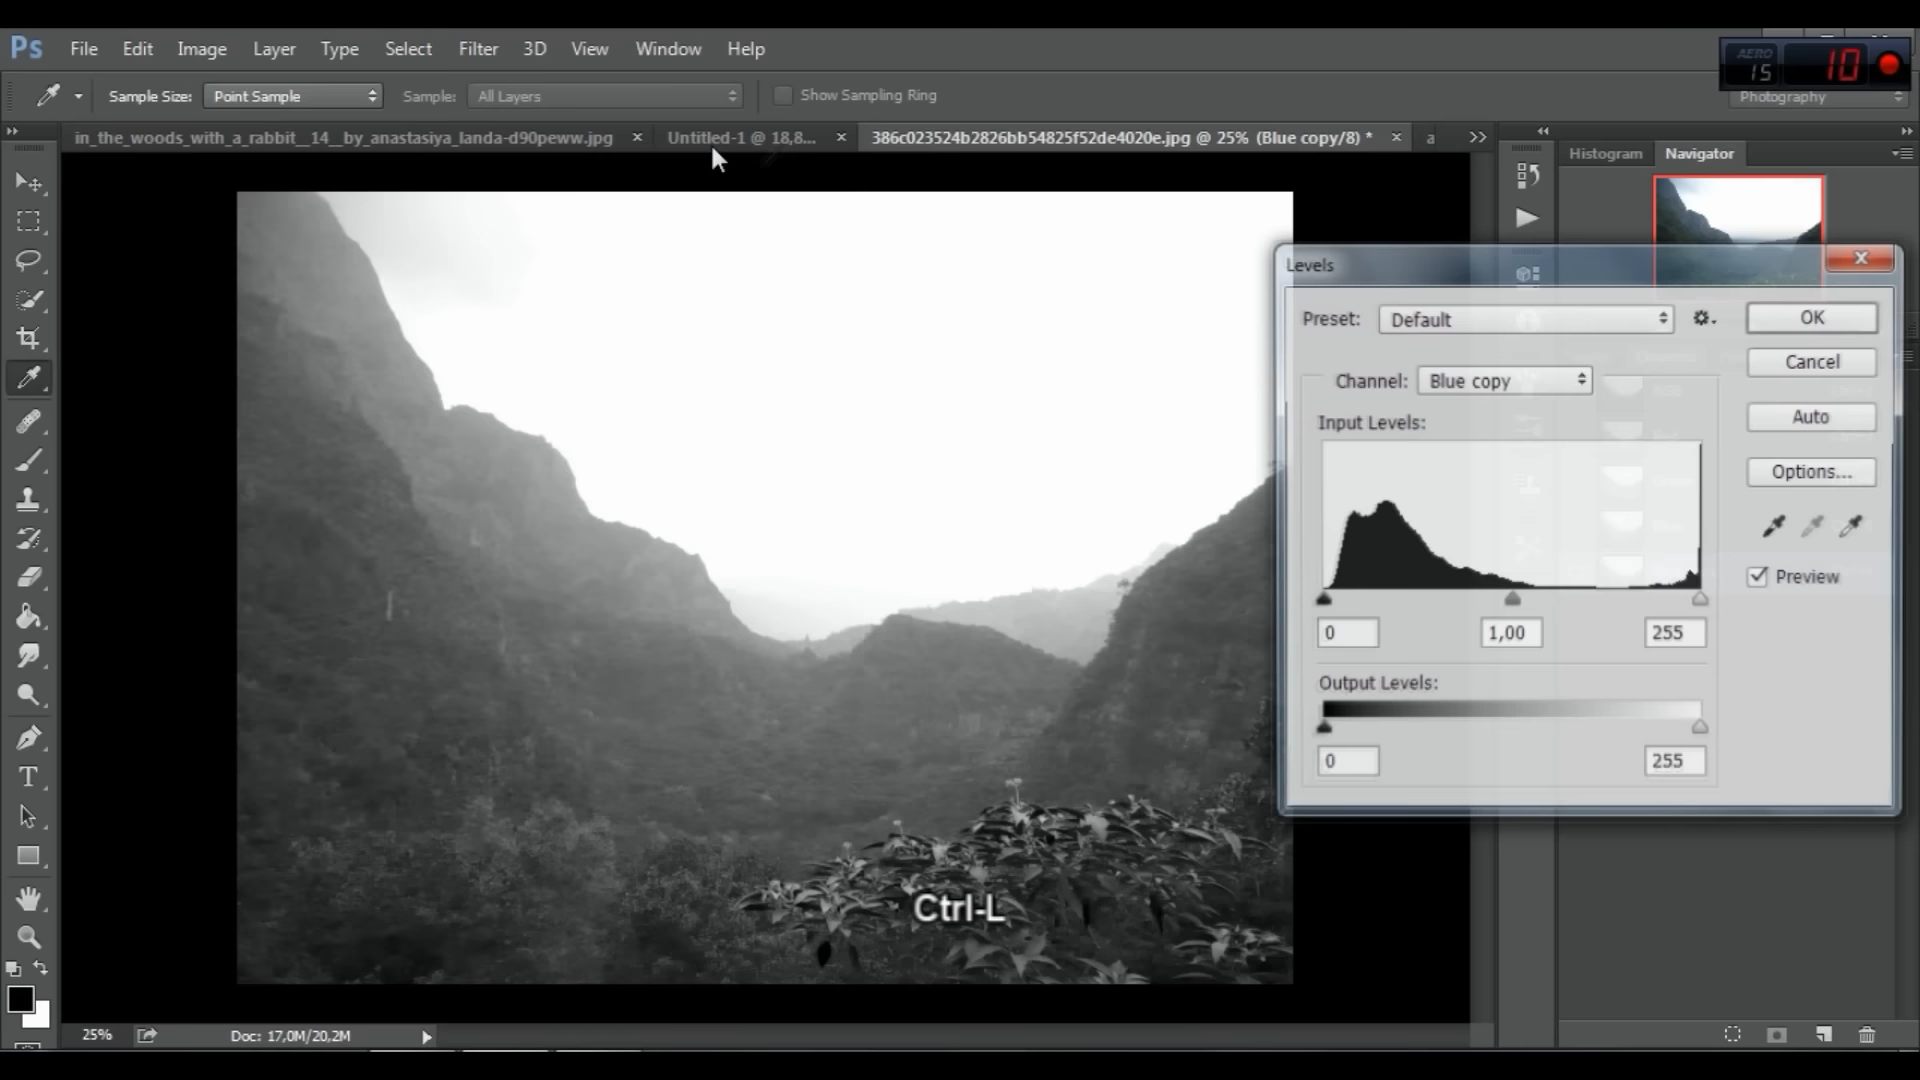 Ps File Edit Image Layer Type Select Filter 3D View Window Help
AERO 15 10
Sample Size: Point Sample Sample: All Layers Show Sampling Ring Photography
in_the_woods_with_a_rabbit__14__by_anastasiya_landa-d90peww.jpg × Untitled-1 @ 18,8... × 386c023524b2826bb54825f52de4020e.jpg @ 25% (Blue copy/8) * × a
Histogram Navigator
Levels
Preset: Default OK
Cancel
Channel: Blue copy
Auto
Input Levels:
Options...
Preview
0 1,00 255
Output Levels:
0 255
Ctrl-L
25% Doc: 17,0M/20,2M